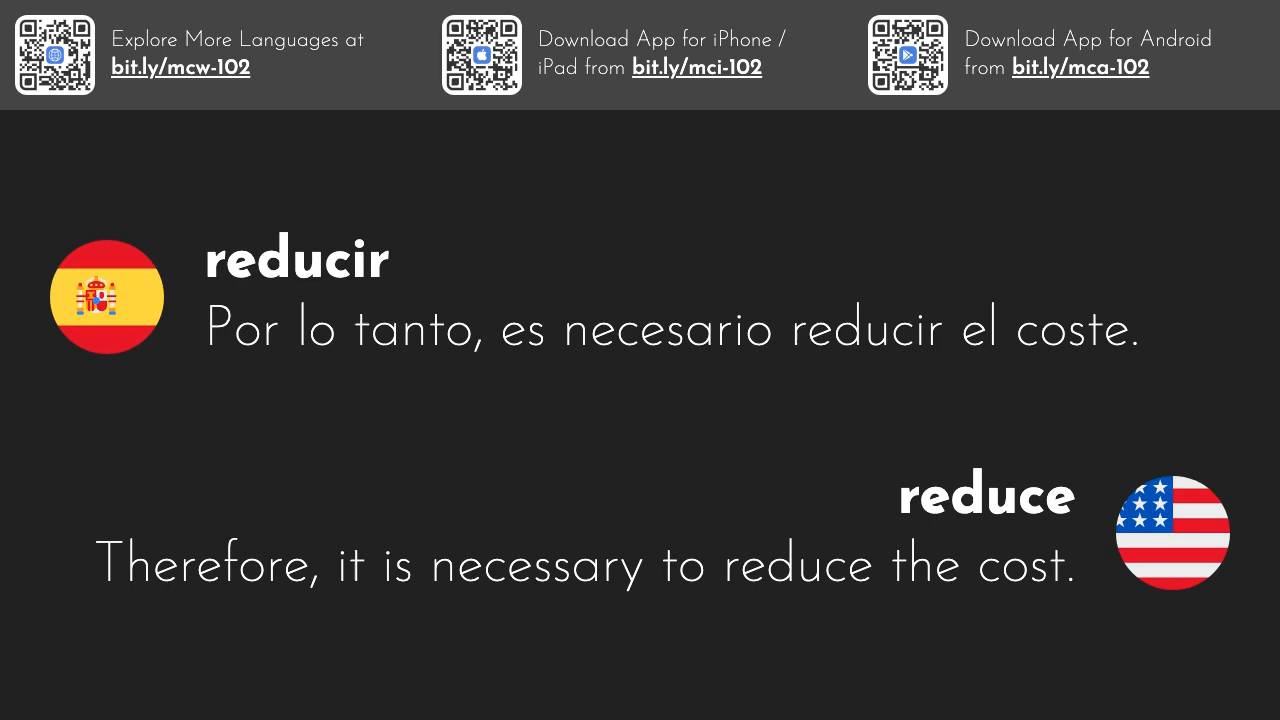 Explore More Languages at
bit.ly/mcw-102
Download App for iPhone /
iPad from bit.ly/mci-102
Download App for Android
from bit.ly/mca-102
reducir
Por lo tanto, es necesario reducir el coste.
reduce
Therefore, it is necessary to reduce the cost.